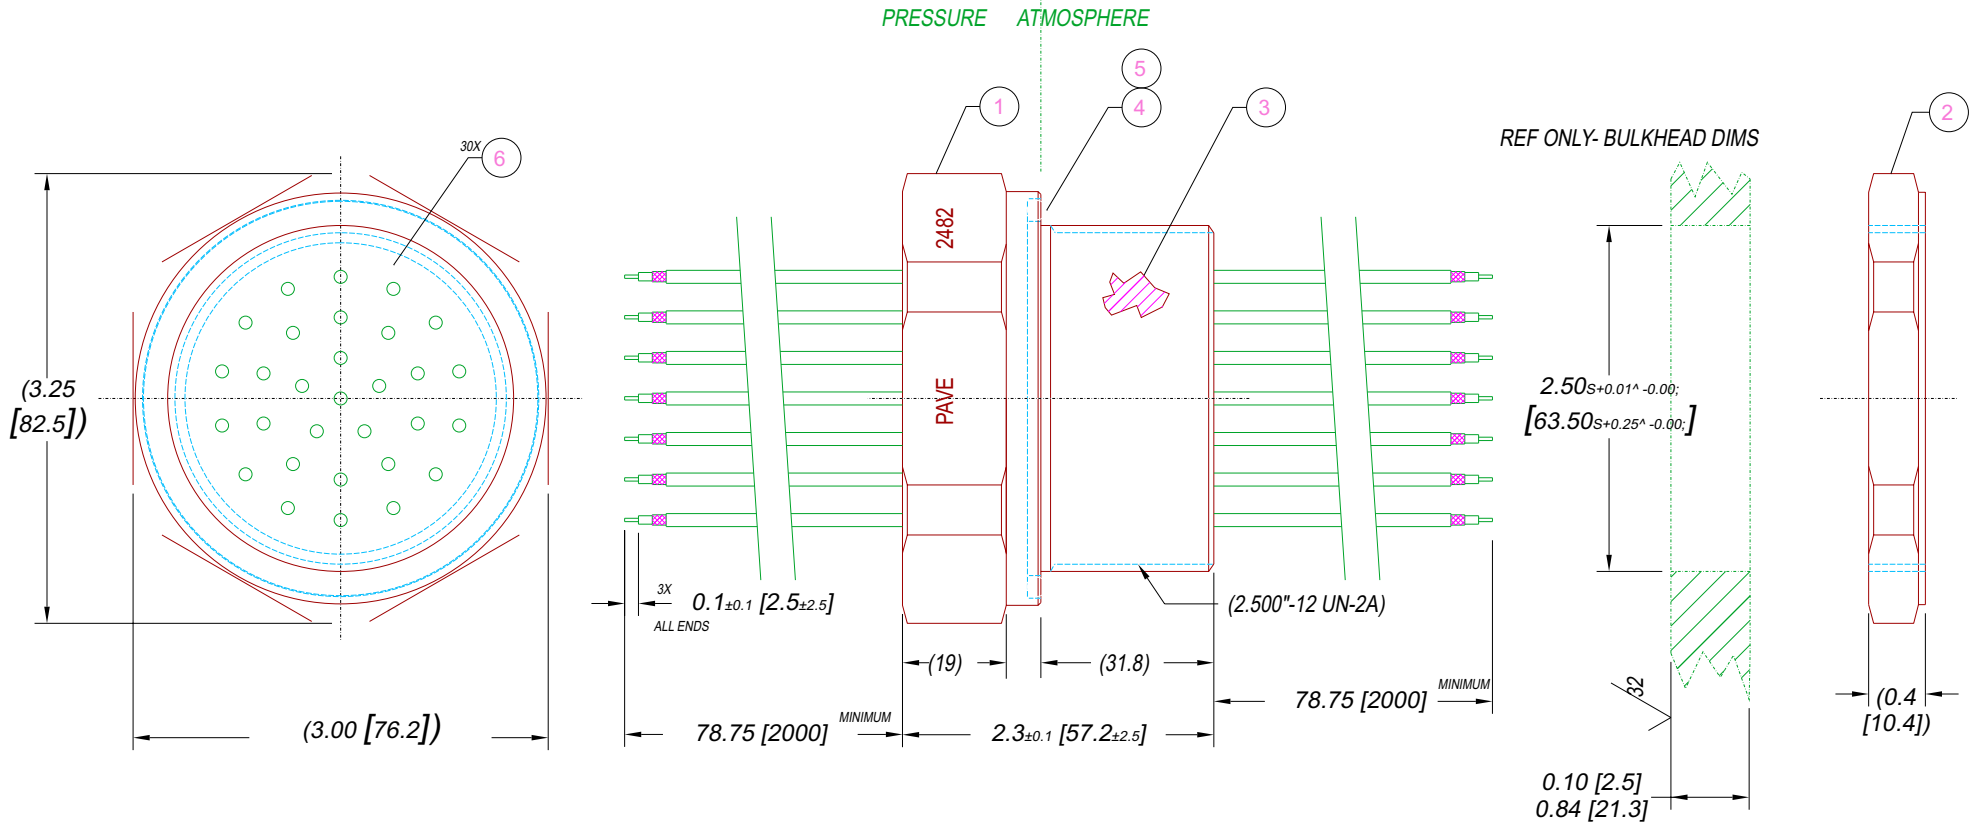 PRESSURE ATMOSPHERE
5
1
4
3
2
REF ONLY- BULKHEAD DIMS
30X
6
2482
PAVE
(3.25
[82.5])
2.50S+0.01^ -0.00;
[63.50S+0.25^ -0.00;]
3X
0.1±0.1 [2.5±2.5]
ALL ENDS
(2.500"-12 UN-2A)
(19)
(31.8)
32
(0.4
[10.4])
(3.00 [76.2])
78.75 [2000]
MINIMUM
2.3±0.1 [57.2±2.5]
78.75 [2000]
MINIMUM
0.10 [2.5]
0.84 [21.3]